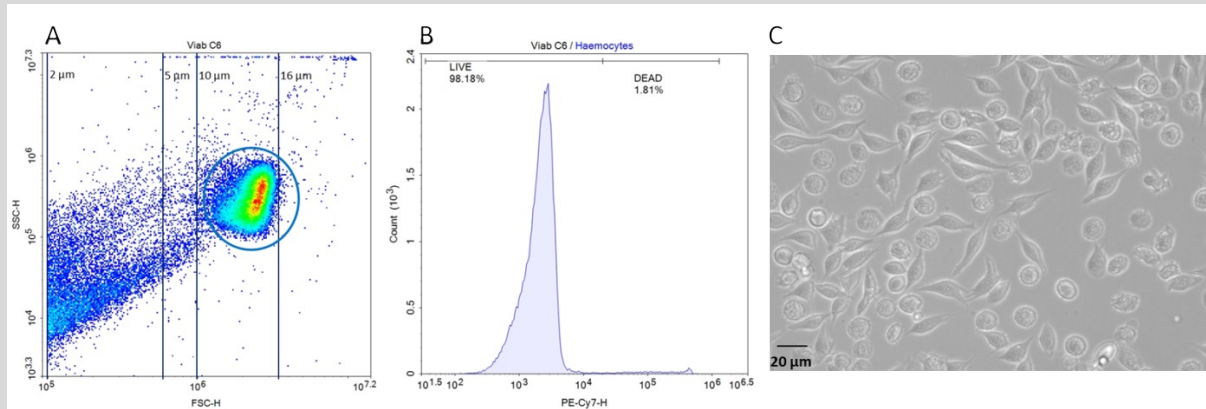 A
Viab C6
10^7.3
2 µm
5 µm
10 µm
16 µm
10^6
SSC-H
10^5
10^4
10^3.3
10^5
10^6
10^7.2
FSC-H
B
Viab C6 / Haemocytes
2.4
LIVE
98.18%
DEAD
1.81%
2
1.5
Count (10^3)
1
0.5
0
10^1.5 10^2 10^3 10^4 10^5 10^6 10^6.5
PE-Cy7-H
C
20 µm